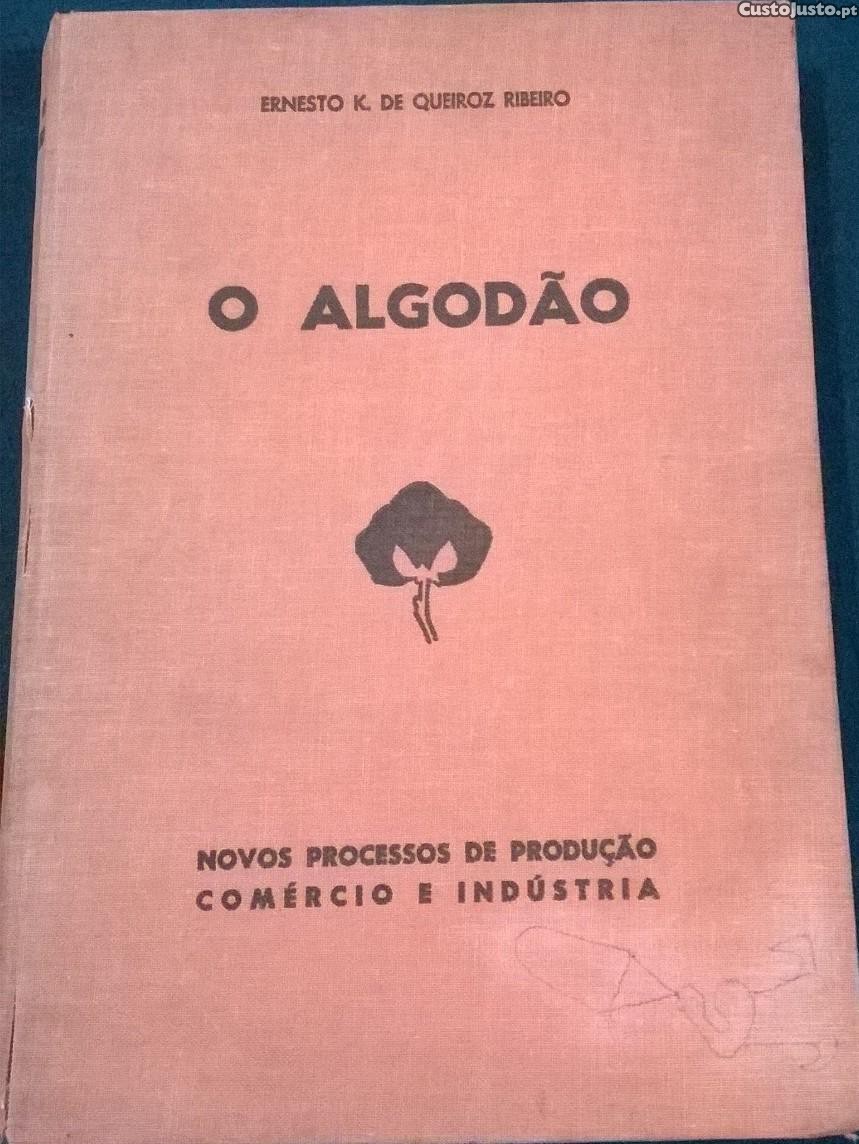 CustoJusto.pt
ERNESTO K. DE QUEIROZ RIBEIRO
O ALGODÃO
NOVOS PROCESSOS DE PRODUÇÃO
COMÉRCIO E INDÚSTRIA